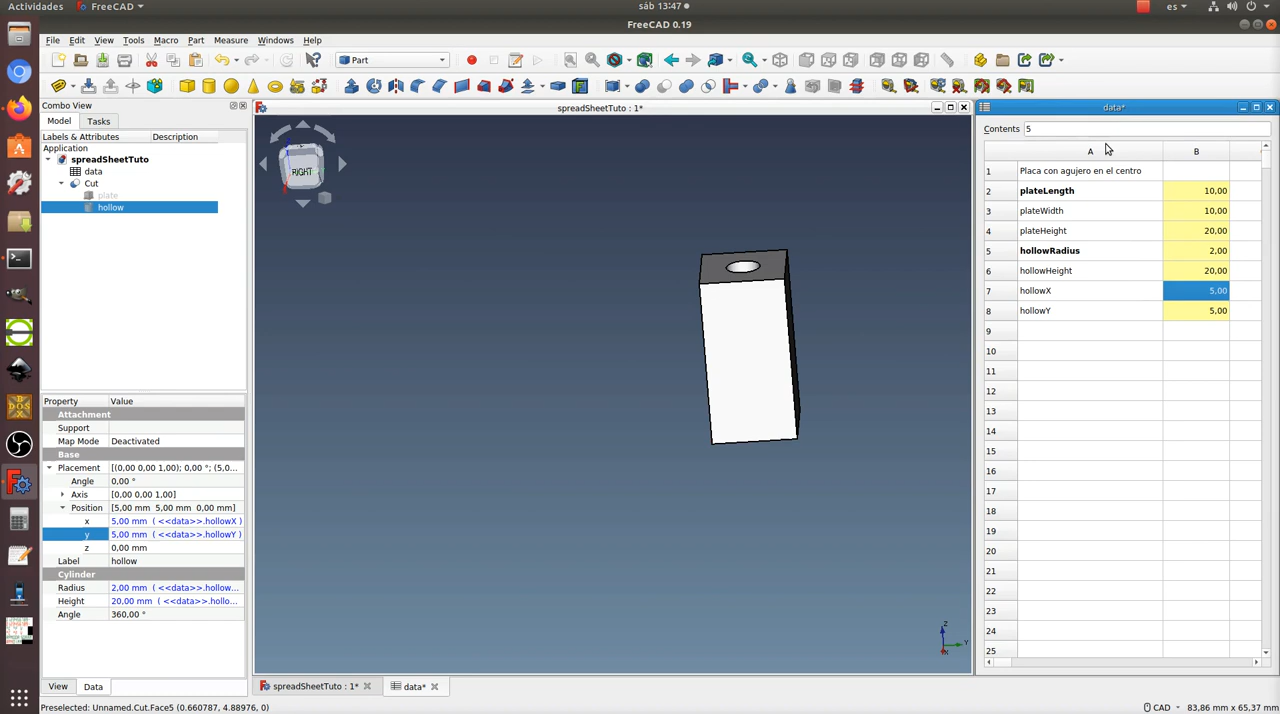 Actividades
FreeCAD
sáb 13:47
es
FreeCAD 0.19
File Edit View Tools Macro Part Measure Windows Help
Part
Combo View
Model Tasks
Labels & Attributes Description
Application
spreadSheetTuto
data
Cut
plate
hollow
Property Value
Attachment
Support
Map Mode Deactivated
Base
Placement [(0,00 0,00 1,00); 0,00 °; (5,0...
Angle 0,00 °
Axis [0,00 0,00 1,00]
Position [5,00 mm 5,00 mm 0,00 mm]
x 5,00 mm ( <<data>>.hollowX )
y 5,00 mm ( <<data>>.hollowY )
z 0,00 mm
Label hollow
Cylinder
Radius 2,00 mm ( <<data>>.hollow...
Height 20,00 mm ( <<data>>.hollo...
Angle 360,00 °
View Data
spreadSheetTuto : 1*
RIGHT
Z
Y
X
spreadSheetTuto : 1*
data*
data*
Contents 5
A B
1 Placa con agujero en el centro
2 plateLength 10,00
3 plateWidth 10,00
4 plateHeight 20,00
5 hollowRadius 2,00
6 hollowHeight 20,00
7 hollowX 5,00
8 hollowY 5,00
9
10
11
12
13
14
15
16
17
18
19
20
21
22
23
24
25
Preselected: Unnamed.Cut.Face5 (0.660787, 4.88976, 0)
CAD
83,86 mm x 65,37 mm